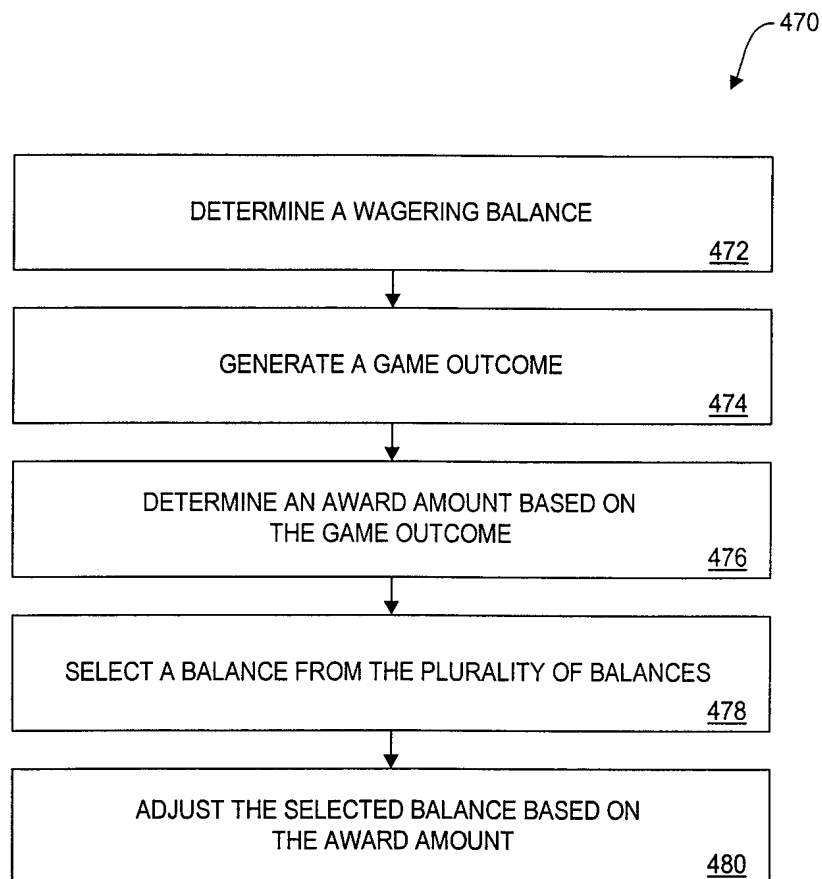 470
DETERMINE A WAGERING BALANCE
472
GENERATE A GAME OUTCOME
474
DETERMINE AN AWARD AMOUNT BASED ON
THE GAME OUTCOME
476
SELECT A BALANCE FROM THE PLURALITY OF BALANCES
478
ADJUST THE SELECTED BALANCE BASED ON
THE AWARD AMOUNT
480